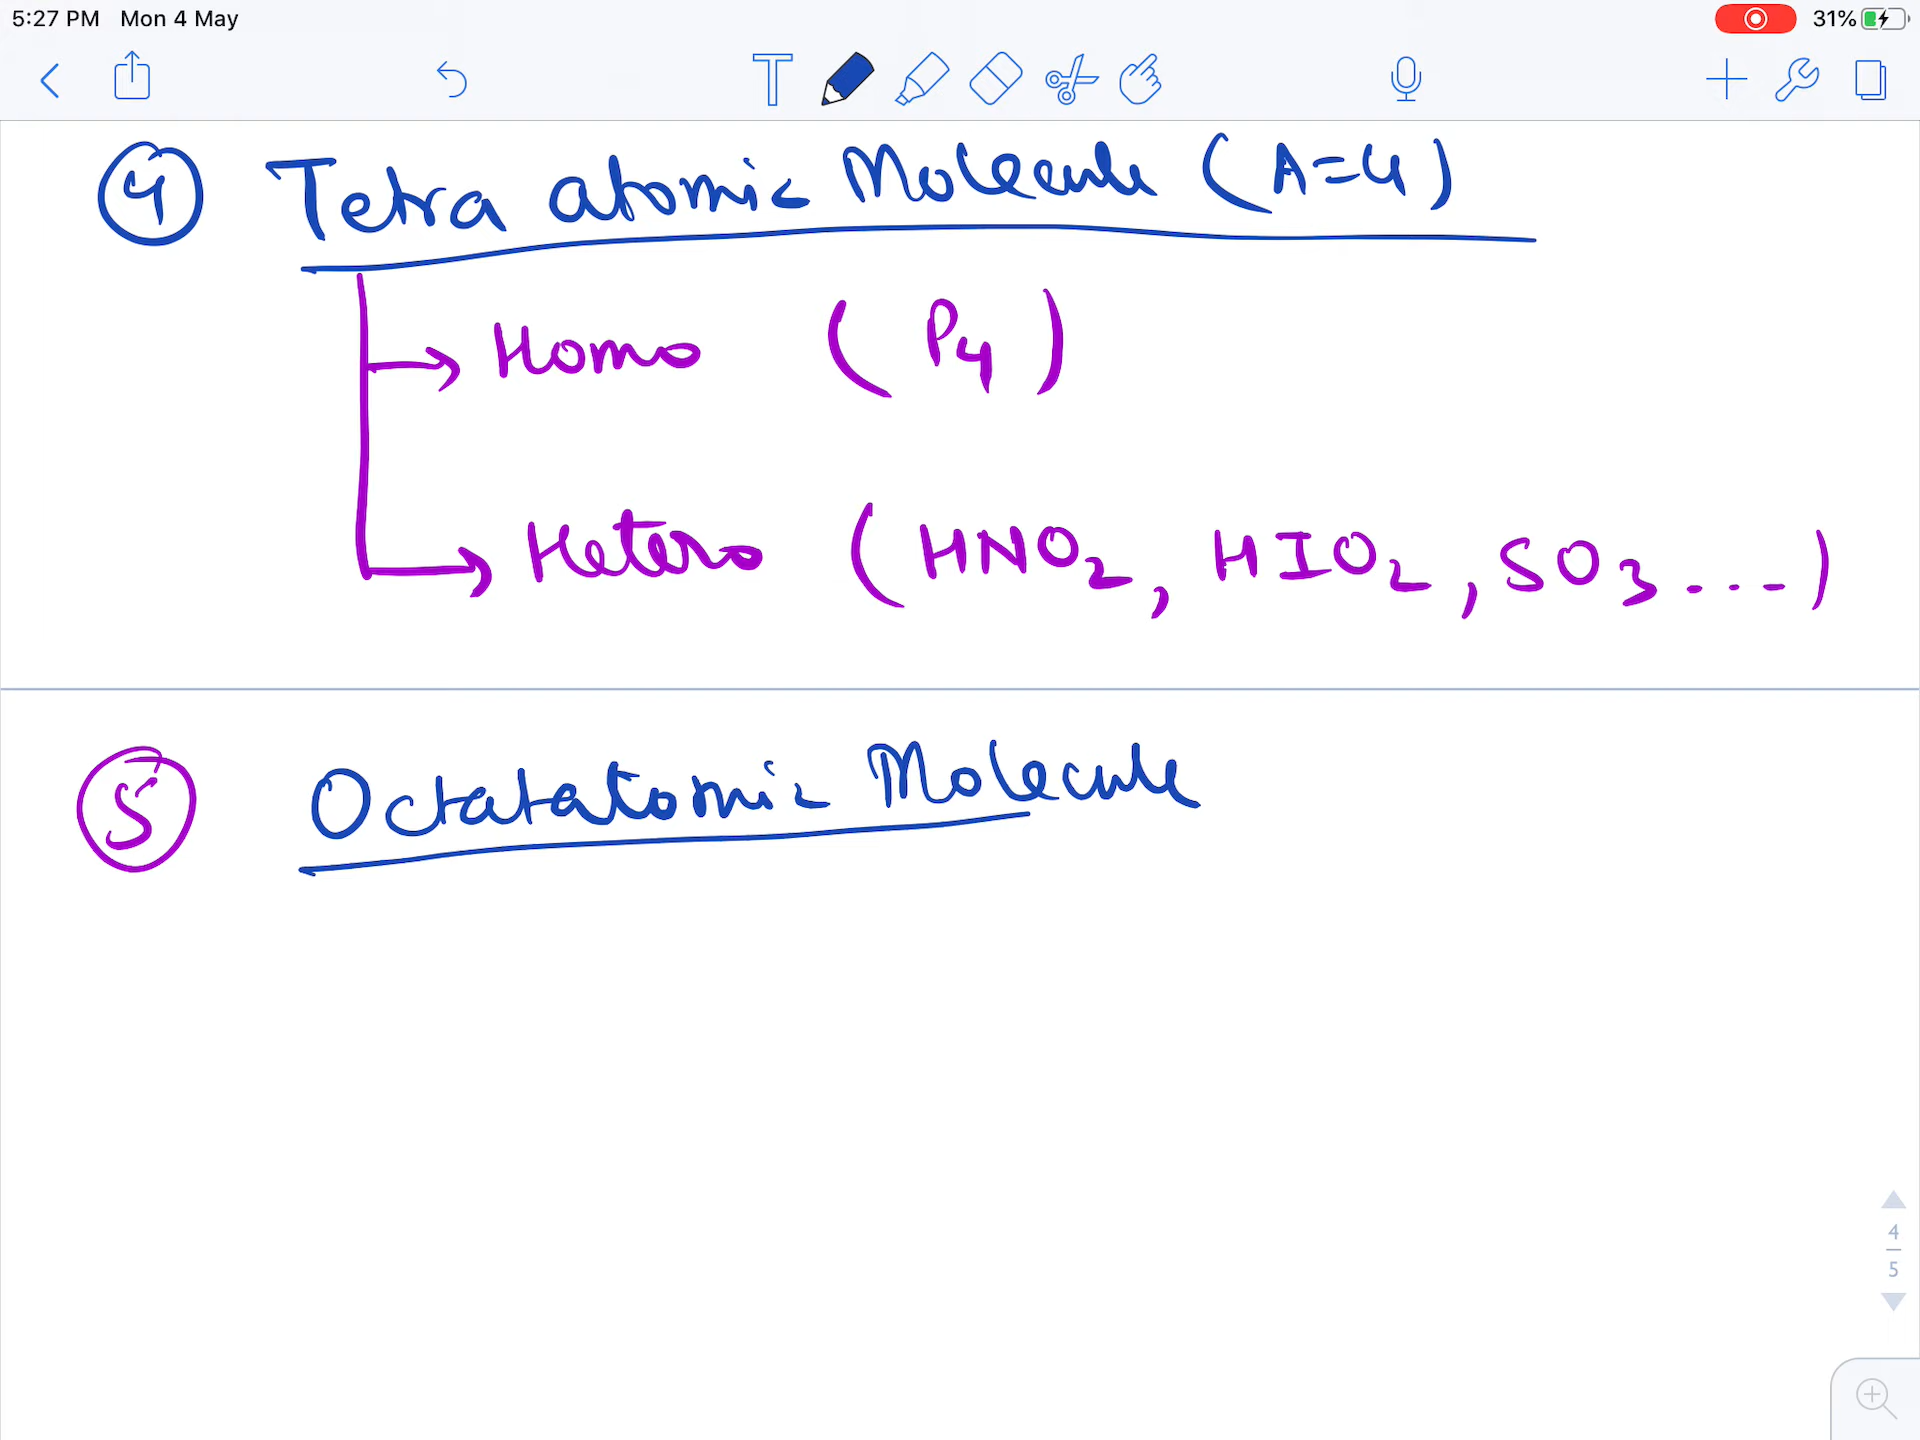 5:27 PM Mon 4 May 31%
T
4 Tetra atomic Molecule (A=4)
Homo (P4)
Hetero (HNO2, HIO2, SO3 ----)
5 Octatatomic Molecule
4
5